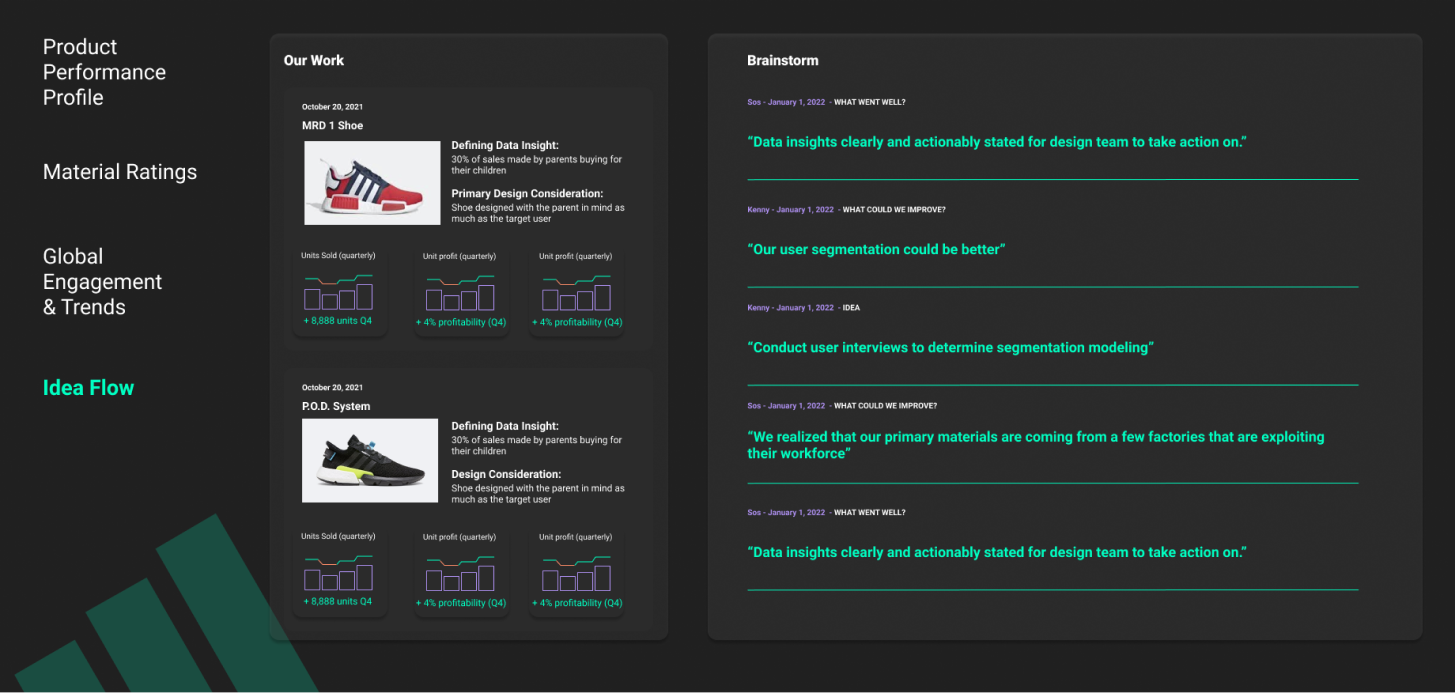 Product
Performance
Profile
Material Ratings
Global
Engagement
& Trends
Idea Flow
Our Work
October 20, 2021
MRD 1 Shoe
Defining Data Insight:
30% of sales made by parents buying for
their children
Primary Design Consideration:
Shoe designed with the parent in mind as
much as the target user
Units Sold (quarterly)
Unit profit (quarterly)
Unit profit (quarterly)
+ 8,888 units Q4
+ 4% profitability (Q4)
+ 4% profitability (Q4)
October 20, 2021
P.O.D. System
Defining Data Insight:
30% of sales made by parents buying for
their children
Design Consideration:
Shoe designed with the parent in mind as
much as the target user
Units Sold (quarterly)
Unit profit (quarterly)
Unit profit (quarterly)
+ 8,888 units Q4
+ 4% profitability (Q4)
+ 4% profitability (Q4)
Brainstorm
Sos - January 1, 2022 - WHAT WENT WELL?
“Data insights clearly and actionably stated for design team to take action on.”
Kenny - January 1, 2022 - WHAT COULD WE IMPROVE?
“Our user segmentation could be better”
Kenny - January 1, 2022 - IDEA
“Conduct user interviews to determine segmentation modeling”
Sos - January 1, 2022 - WHAT COULD WE IMPROVE?
“We realized that our primary materials are coming from a few factories that are exploiting
their workforce”
Sos - January 1, 2022 - WHAT WENT WELL?
“Data insights clearly and actionably stated for design team to take action on.”